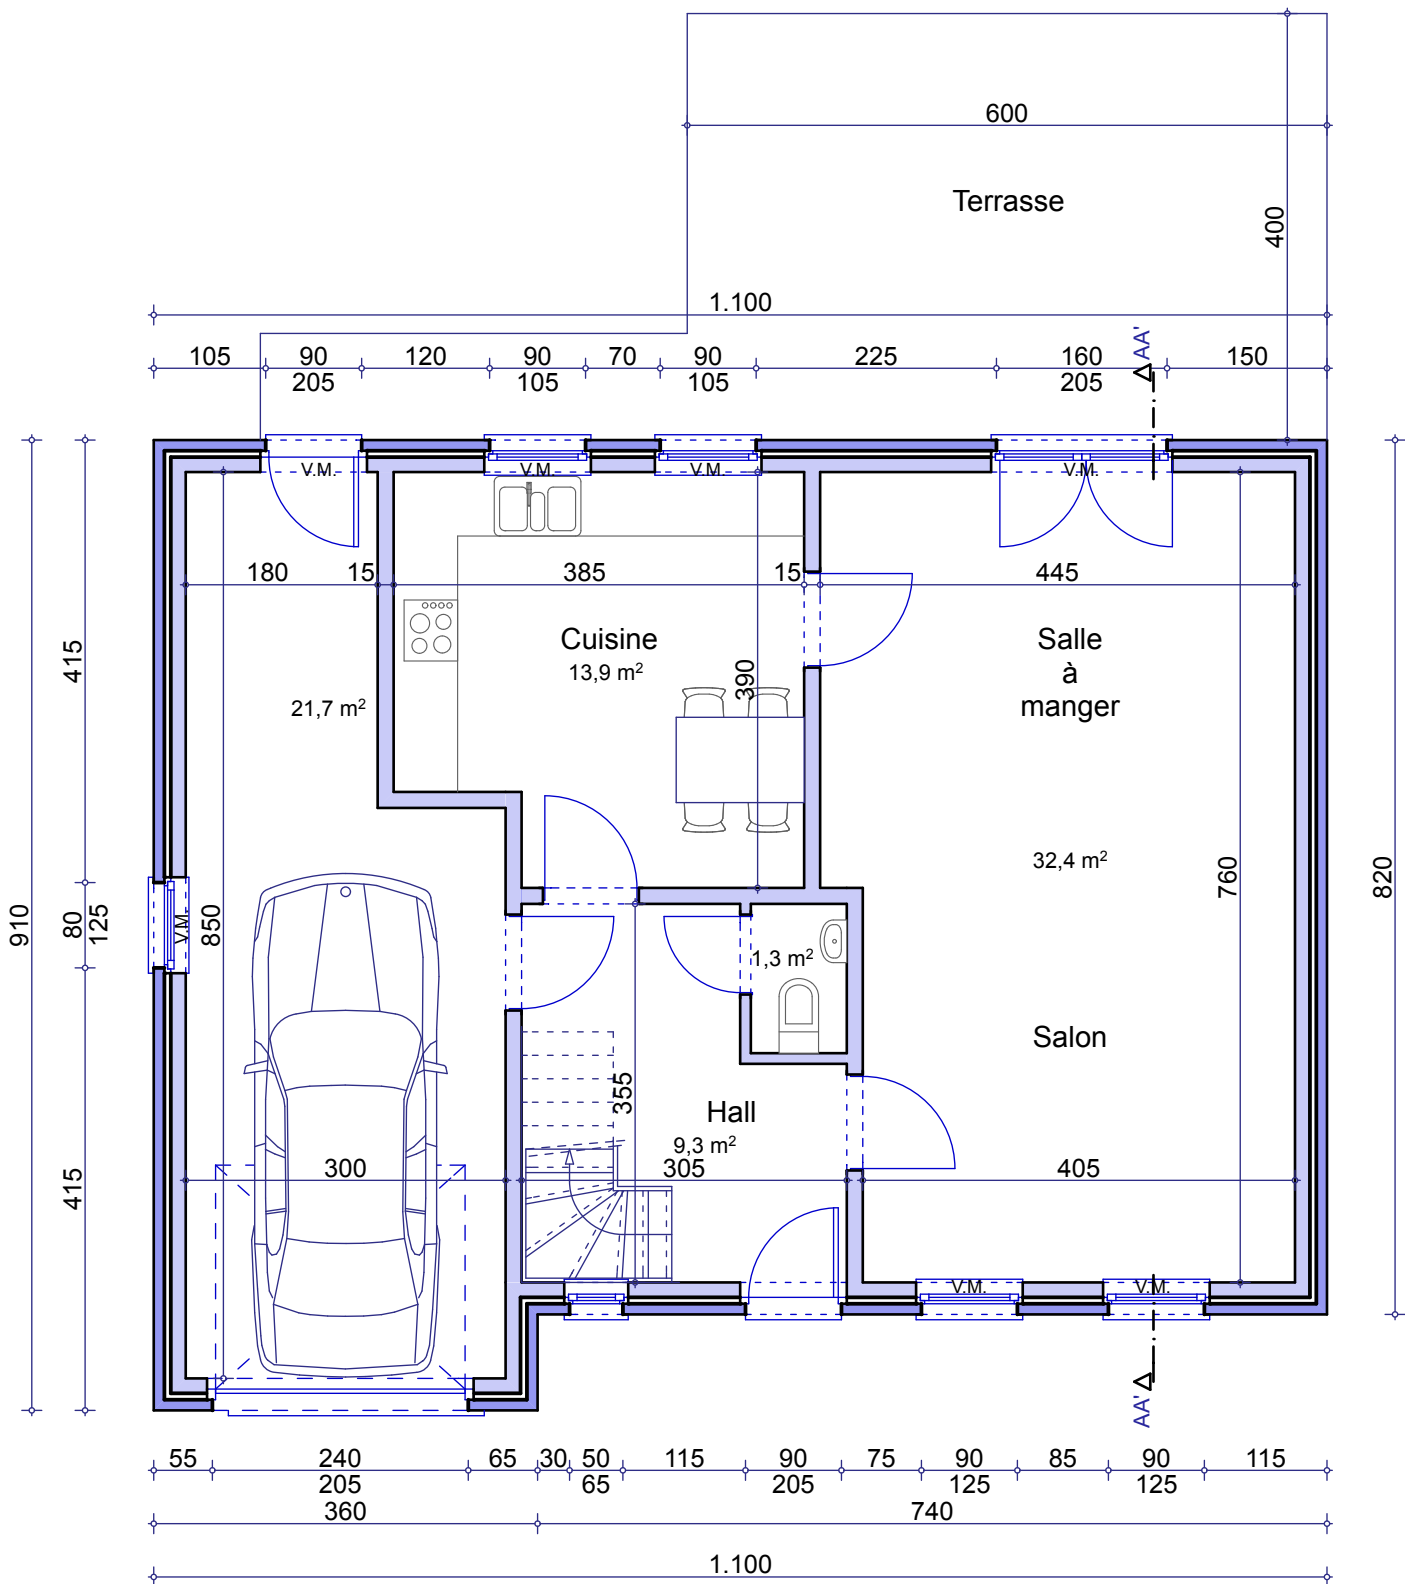 600
Terrasse
400
1.100
105 90 120 90 70 90 225 160 150
205 105 105 205
AA'
V.M. V.M. V.M. V.M.
180 15 385 15 445
Cuisine
13,9 m²
390
Salle
à
manger
21,7 m²
32,4 m²
415
910
80
125
V.M.
850
760
820
1,3 m²
Salon
355
Hall
9,3 m²
415
300 305 405
V.M. V.M.
AA'
55 240 65 30 50 115 90 75 90 85 90 115
205 65 205 125 125
360 740
1.100